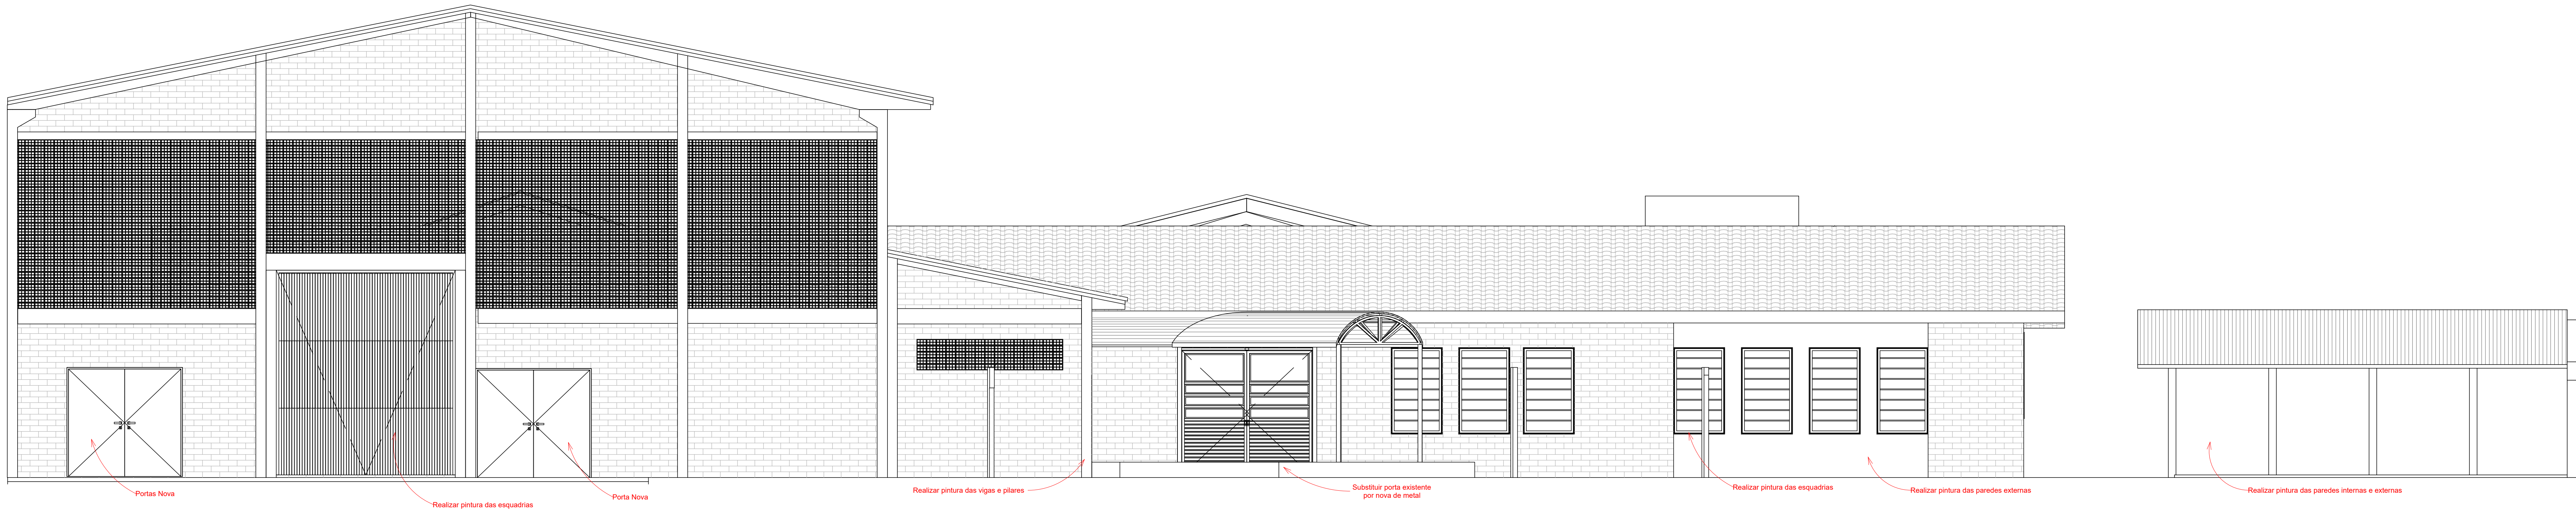 Portas Nova
Realizar pintura das esquadrias
Porta Nova
Realizar pintura das vigas e pilares
Substituir porta existente
por nova de metal
Realizar pintura das esquadrias
Realizar pintura das paredes externas
Realizar pintura das paredes internas e externas